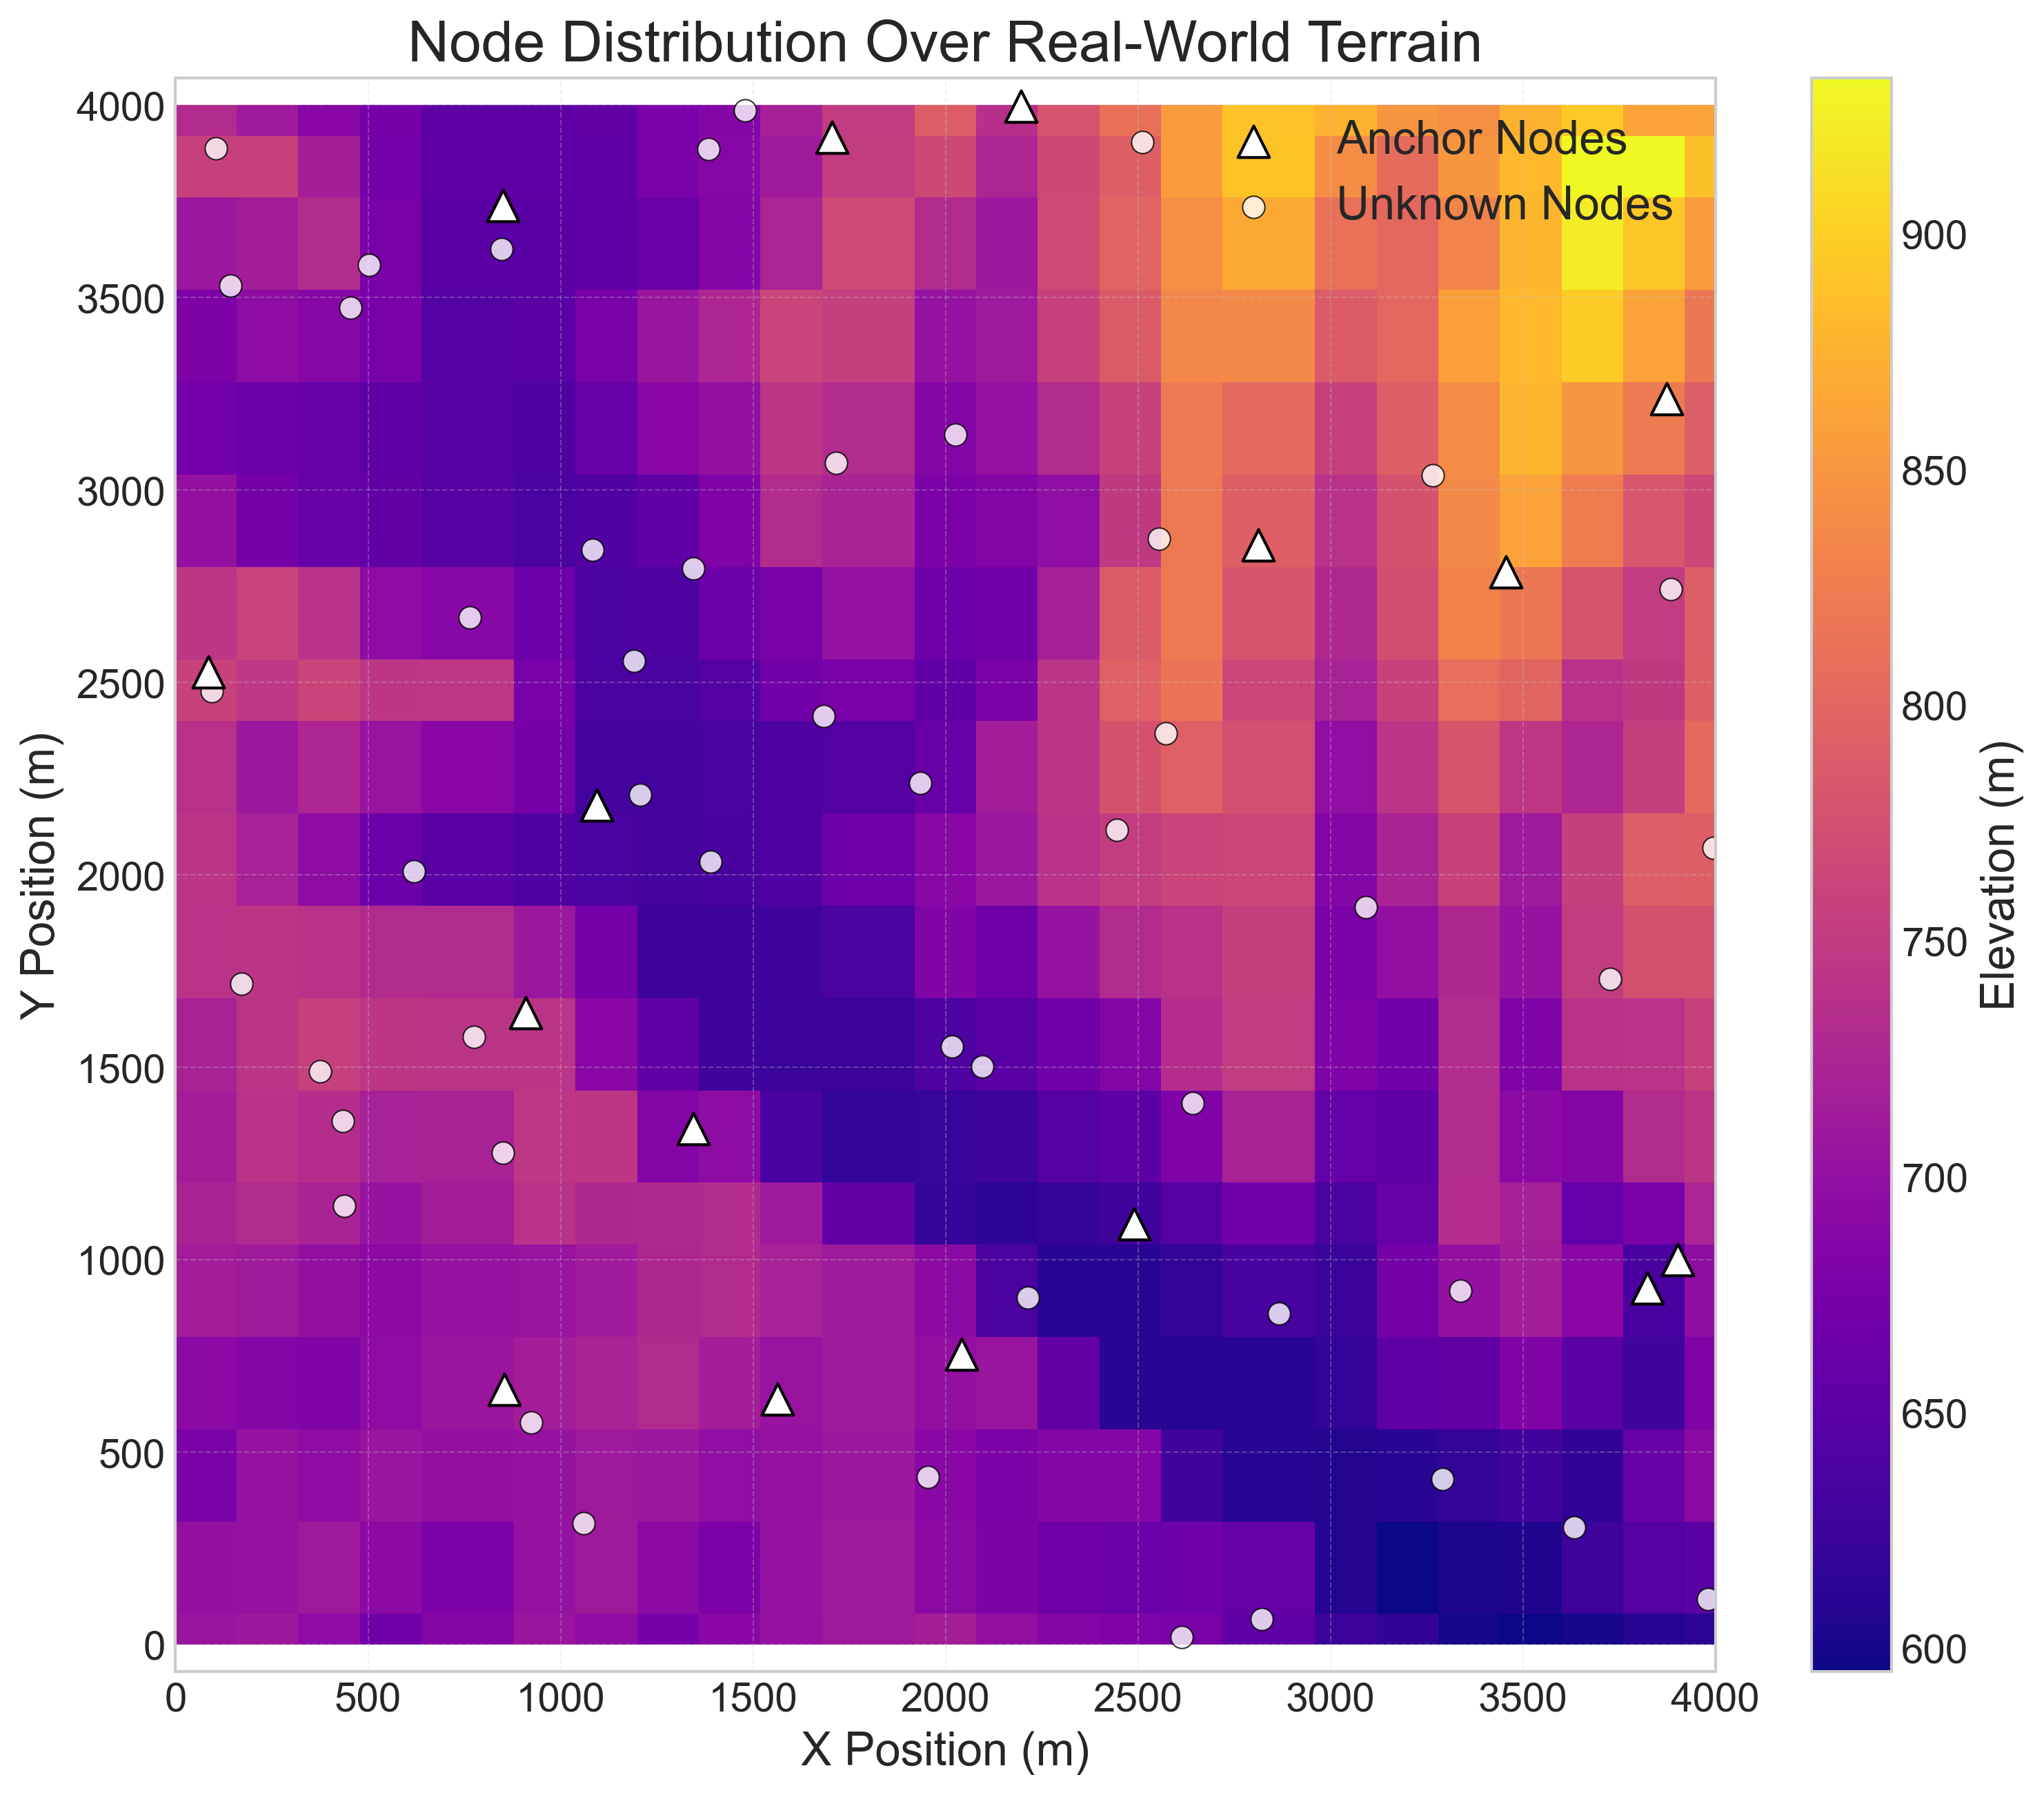 Node Distribution Over Real-World Terrain
Anchor Nodes
Unknown Nodes
Y Position (m)
4000
3500
3000
2500
2000
1500
1000
500
0
0 500 1000 1500 2000 2500 3000 3500 4000
X Position (m)
900
850
800
750
700
650
600
Elevation (m)